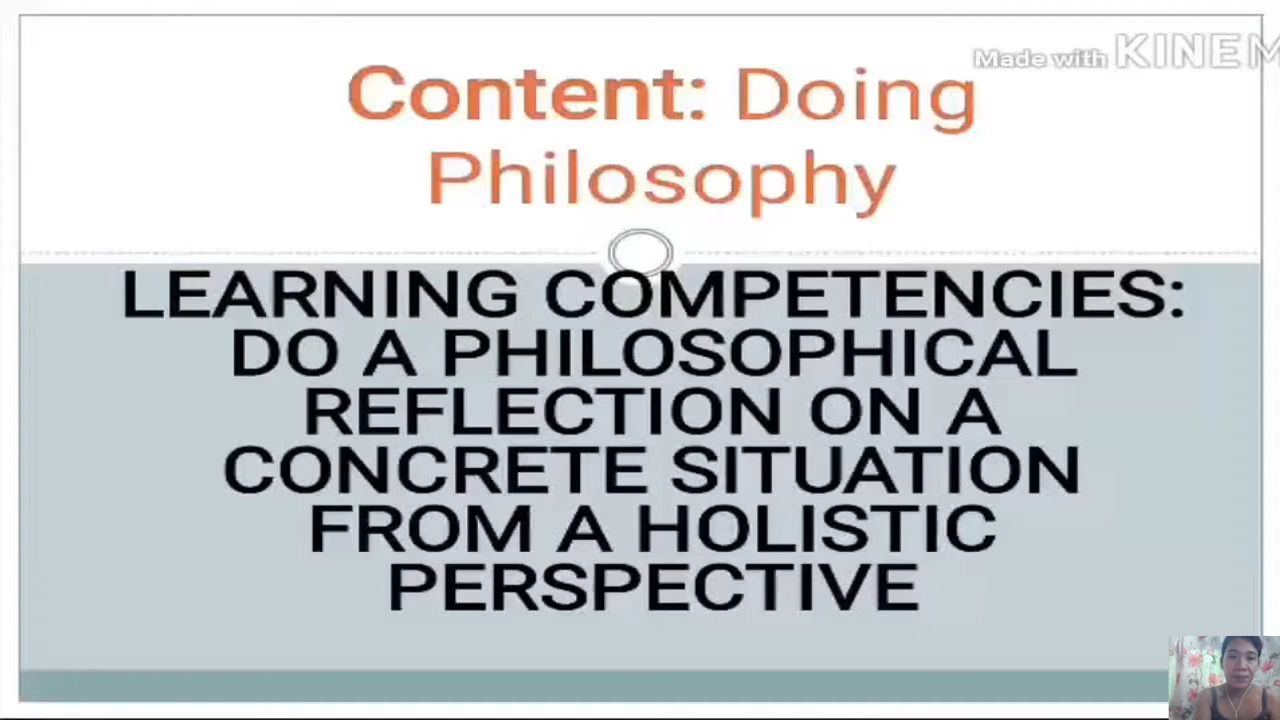 Made with KINEM
Content: Doing
Philosophy
LEARNING COMPETENCIES:
DO A PHILOSOPHICAL
REFLECTION ON A
CONCRETE SITUATION
FROM A HOLISTIC
PERSPECTIVE